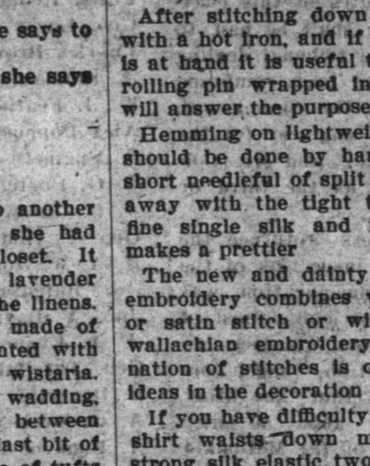 e says to
she says
another
she had
loset. It
lavender
he linens.
made of
nted with
wistaria.
wadding,
between
last bit of
of tufts
After stitching down
with a hot iron, and if
is at hand it is useful
rolling pin wrapped in
will answer the purpose
Hemming on lightwei
should be done by ha
short needleful of split
away with the tight
fine single silk and
makes a prettier
The new and dainty
embroidery combines
or satin stitch or wi
wallachian embroidery
nation of stitches is
ideas in the decoration
If you have difficulty
shirt waists down
strong silk elastic two